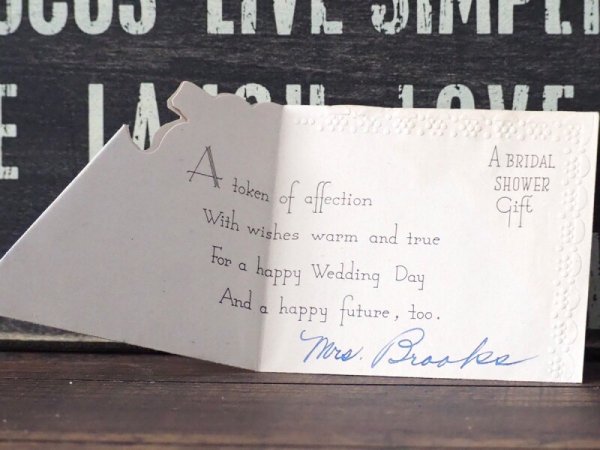 OCUS LIVE SIMPL
E LAUGH LOVE
A BRIDAL
SHOWER
Gift
A token of affection
With wishes warm and true
For a happy Wedding Day
And a happy future, too.
Mrs. Brooks